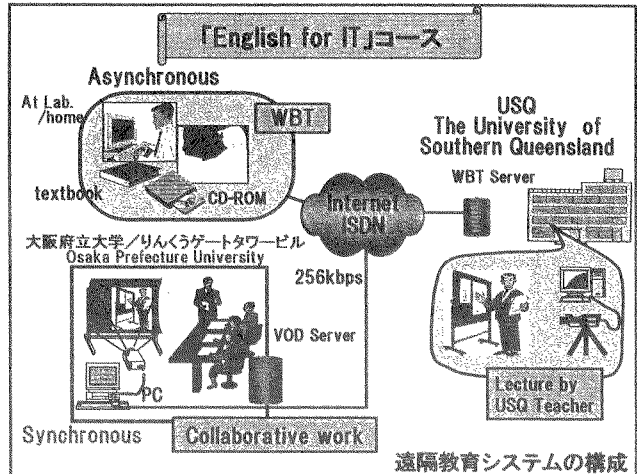 「English for IT」コース
Asynchronous
At Lab.
/home
WBT
textbook
CD-ROM
USQ
The University of
Southern Queensland
WBT Server
Internet
ISDN
大阪府立大学／りんくうゲートタワービル
Osaka Prefecture University
256kbps
VOD Server
PC
Synchronous
Collaborative work
Lecture by
USQ Teacher
遠隔教育システムの構成